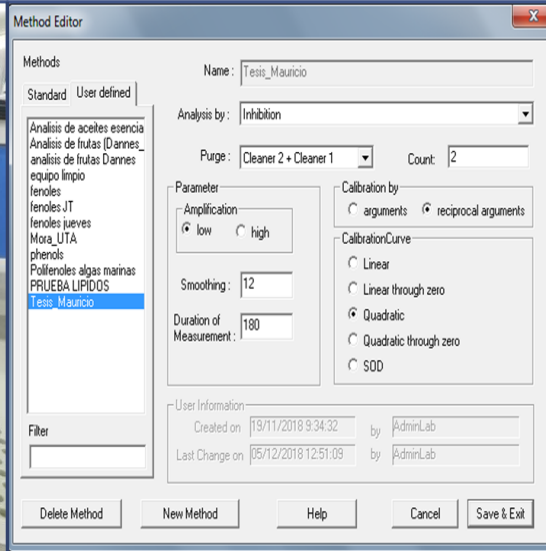 Method Editor
X
Methods
Standard
User defined
Analisis de aceites esencia
Analisis de frutas (Dannes_
analisis de frutas Dannes
equipo limpio
fenoles
fenoles JT
fenoles jueves
Mora_UTA
phenols
Polifenoles algas marinas
PRUEBA LIPIDOS
Tesis_Mauricio
Filter
Name : Tesis_Mauricio
Analysis by : Inhibition
Purge : Cleaner 2 + Cleaner 1 Count: 2
Parameter
Amplification
low high
Smoothing : 12
Duration of
Measurement : 180
Calibration by
arguments reciprocal arguments
CalibrationCurve
Linear
Linear through zero
Quadratic
Quadratic through zero
SOD
User Information
Created on 19/11/2018 9:34:32 by AdminLab
Last Change on 05/12/2018 12:51:09 by AdminLab
Delete Method New Method Help Cancel Save & Exit